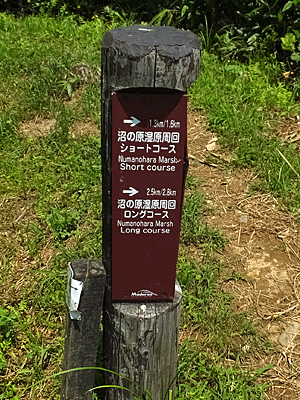 1.3km/1.6km
沼の原湿原周回
ショートコース
Numanohara Marsh
Short course
2.5km/2.8km
沼の原湿原周回
ロングコース
Numanohara Marsh
Long course